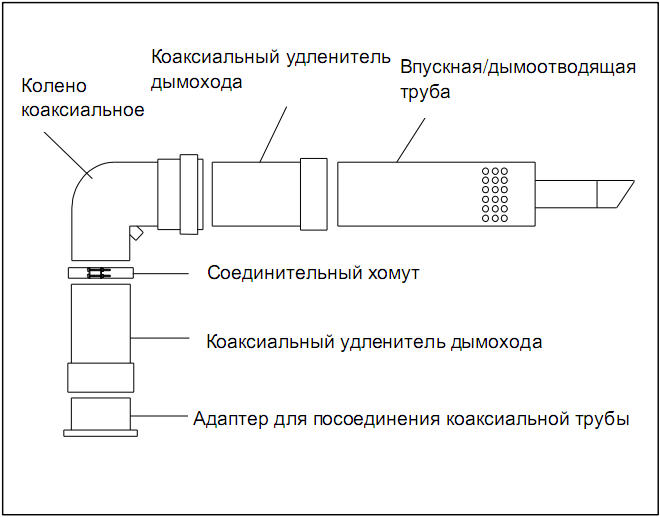 Коаксиальный удленитель
дымохода
Впускная/дымоотводящая
труба
Колено
коаксиальное
Соединительный хомут
Коаксиальный удленитель дымохода
Адаптер для посоединения коаксиальной трубы